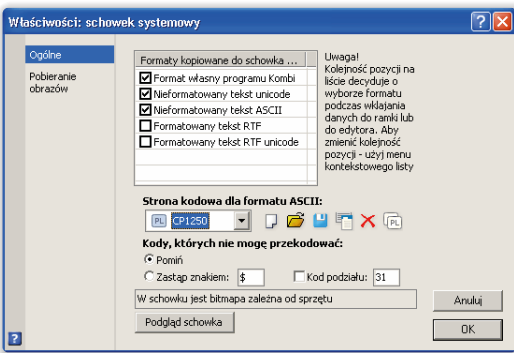 Właściwości: schowek systemowy
Ogólne
Pobieranie
obrazów
Formaty kopiowane do schowka ...
Format własny programu Kombi
Nieformatowany tekst unicode
Nieformatowany tekst ASCII
Formatowany tekst RTF
Formatowany tekst RTF unicode
Uwaga!
Kolejność pozycji na
liście decyduje o
wyborze formatu
podczas wklajania
danych do ramki lub
do edytora. Aby
zmienić kolejność
pozycji - użyj menu
kontekstowego listy
Strona kodowa dla formatu ASCII:
PL CP1250
PL
Kody, których nie mogę przekodować:
Pomiń
Zastąp znakiem: $ Kod podziału: 31
W schowku jest bitmapa zależna od sprzętu
Podgląd schowka
Anuluj
OK